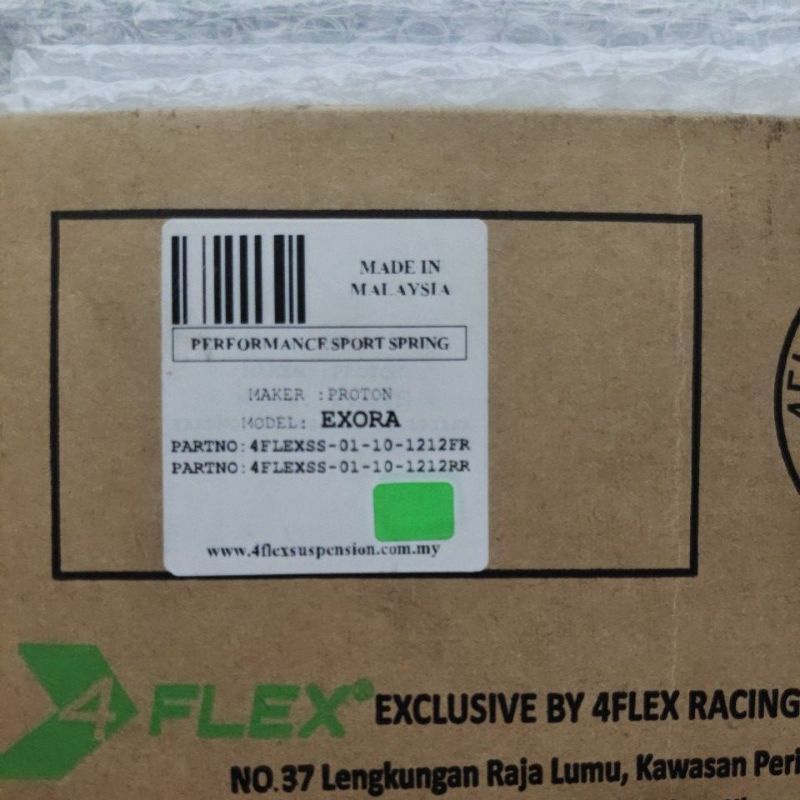 MADE IN
MALAYSIA
PERFORMANCE SPORT SPRING
MAKER :PROTON
MODEL: EXORA
PARTNO:4FLEXSS-01-10-1212FR
PARTNO:4FLEXSS-01-10-1212RR
www.4flexsuspension.com.my
4FLEX® EXCLUSIVE BY 4FLEX RACING
NO.37 Lengkungan Raja Lumu, Kawasan Peri